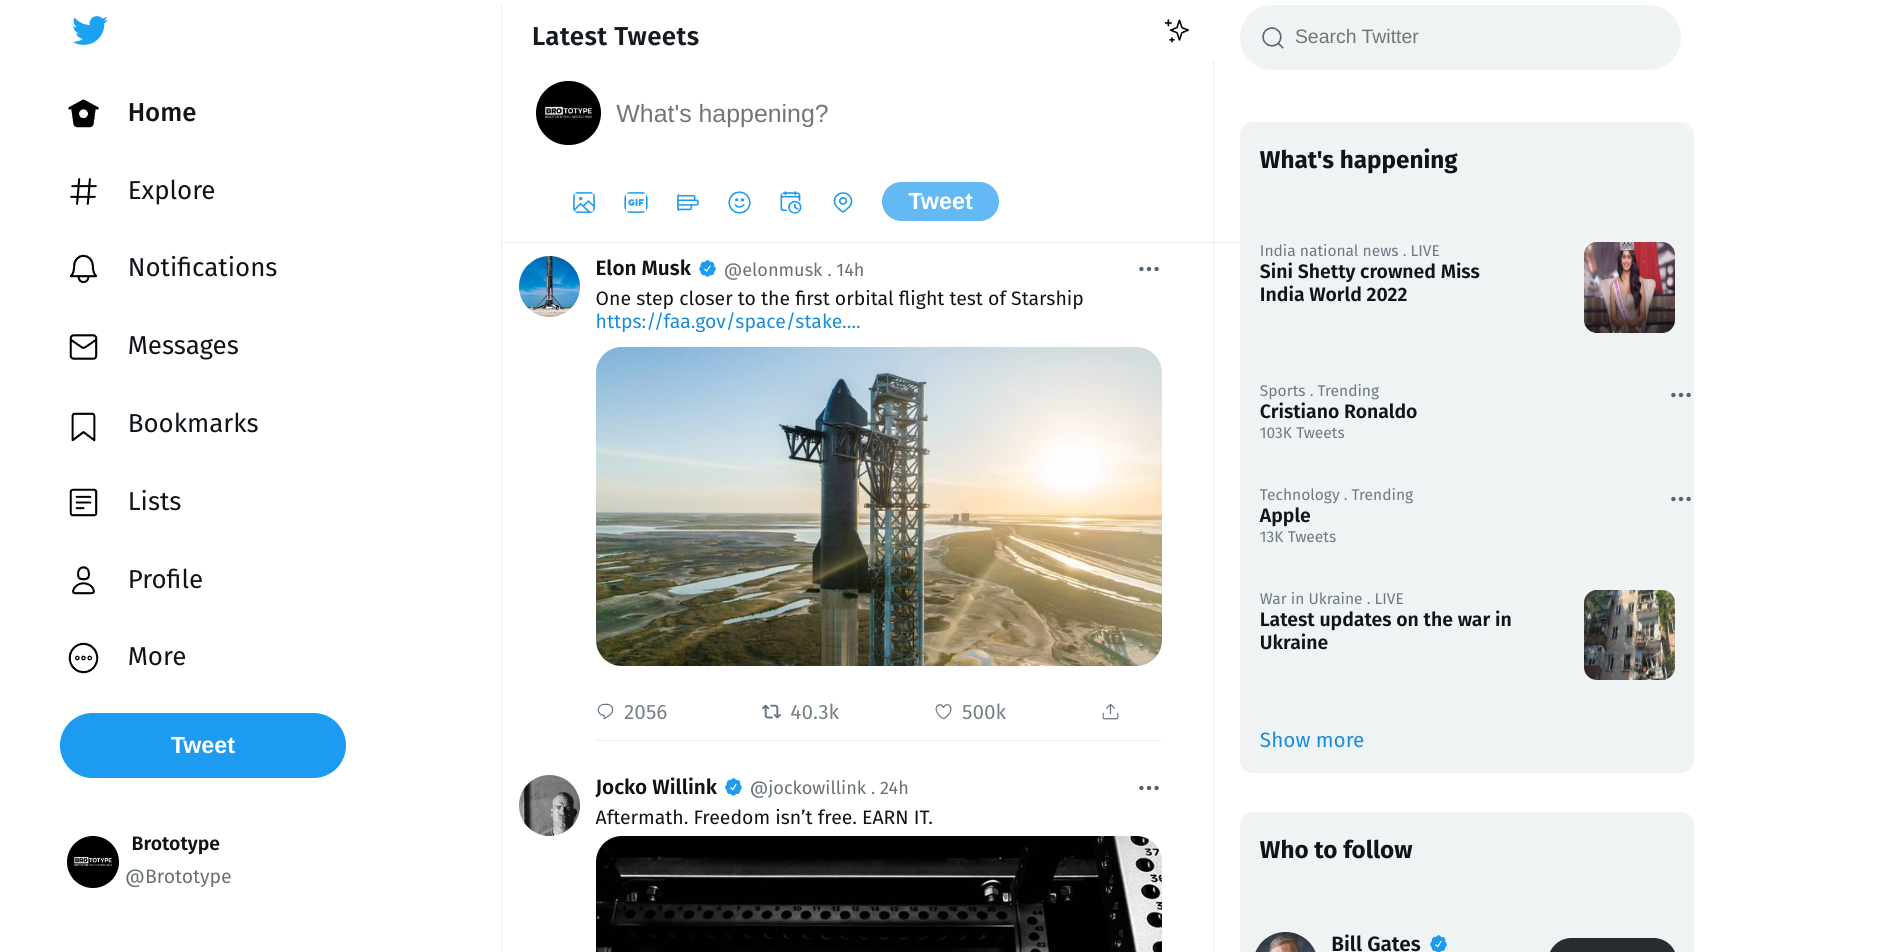 Home
Explore
Notifications
Messages
Bookmarks
Lists
Profile
More
Tweet
Brototype
@Brototype
Latest Tweets
BROTOTYPE
What's happening?
GIF
Tweet
Elon Musk @elonmusk . 14h
One step closer to the first orbital flight test of Starship
https://faa.gov/space/stake....
2056 40.3k 500k
Jocko Willink @jockowillink . 24h
Aftermath. Freedom isn’t free. EARN IT.
37
Search Twitter
What's happening
India national news . LIVE
Sini Shetty crowned Miss
India World 2022
Sports . Trending
Cristiano Ronaldo
103K Tweets
Technology . Trending
Apple
13K Tweets
War in Ukraine . LIVE
Latest updates on the war in
Ukraine
Show more
Who to follow
Bill Gates